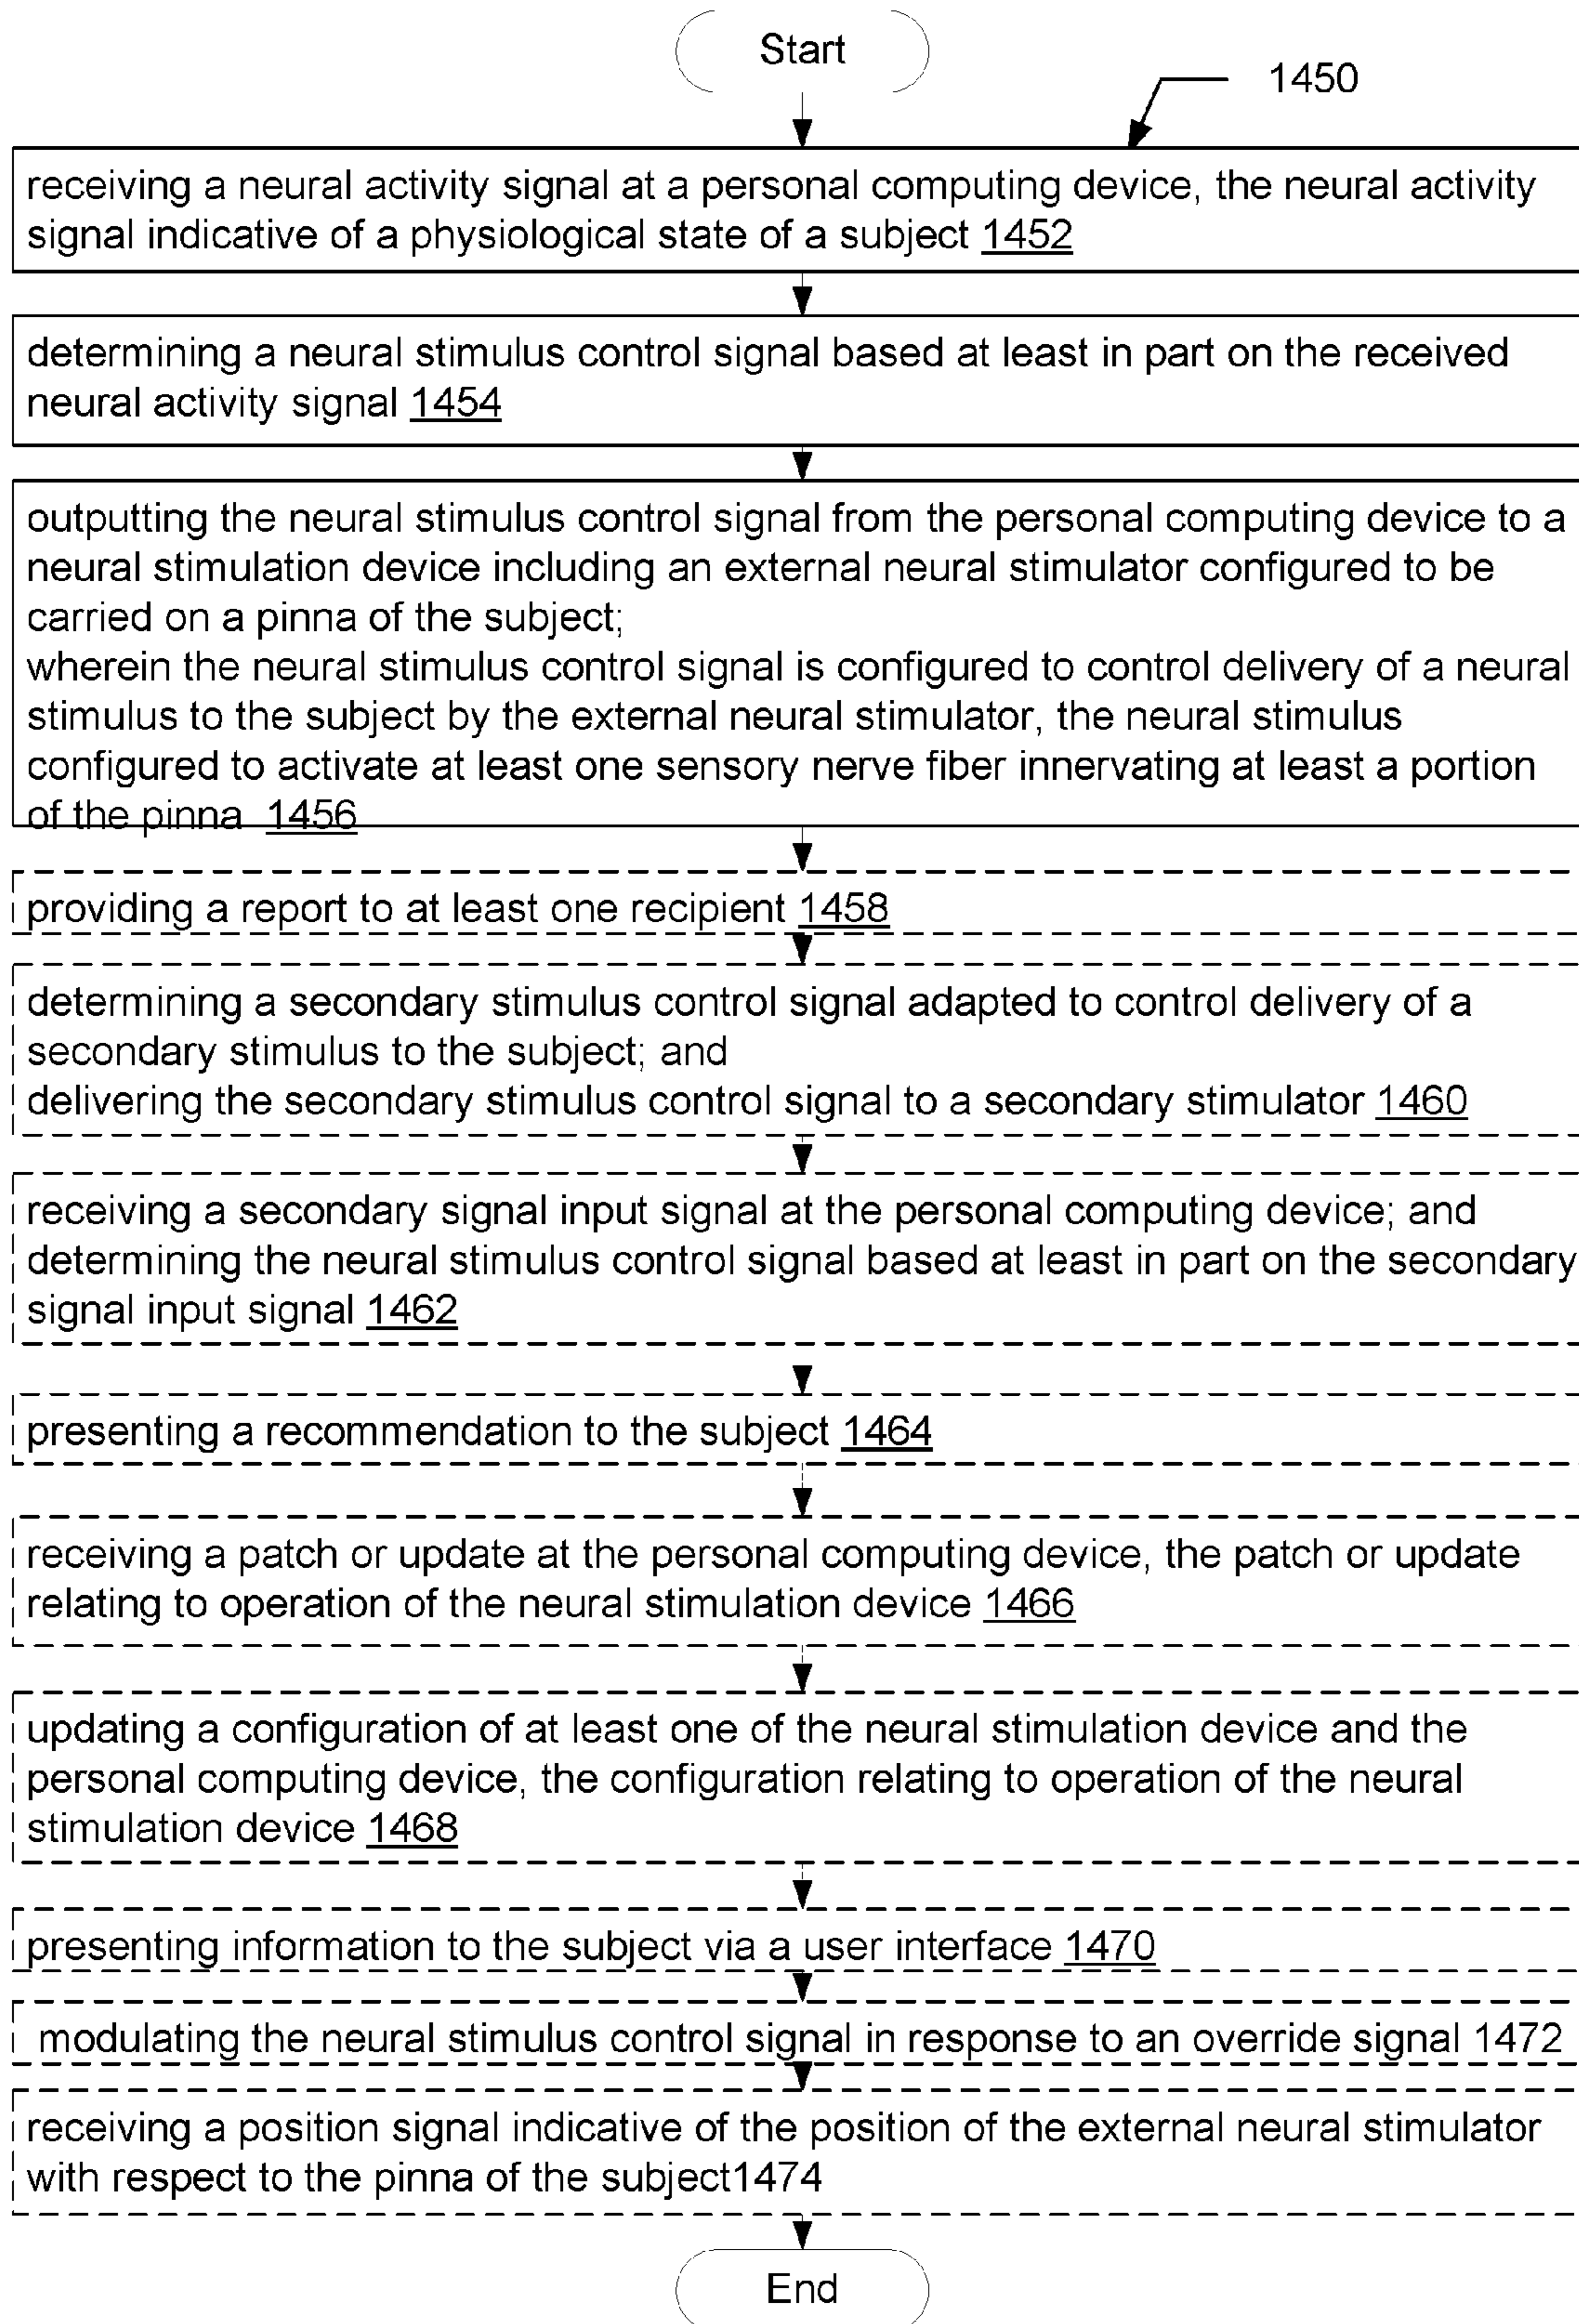 Start
1450
receiving a neural activity signal at a personal computing device, the neural activity
signal indicative of a physiological state of a subject 1452
determining a neural stimulus control signal based at least in part on the received
neural activity signal 1454
outputting the neural stimulus control signal from the personal computing device to a
neural stimulation device including an external neural stimulator configured to be
carried on a pinna of the subject;
wherein the neural stimulus control signal is configured to control delivery of a neural
stimulus to the subject by the external neural stimulator, the neural stimulus
configured to activate at least one sensory nerve fiber innervating at least a portion
of the pinna 1456
providing a report to at least one recipient 1458
determining a secondary stimulus control signal adapted to control delivery of a
secondary stimulus to the subject; and
delivering the secondary stimulus control signal to a secondary stimulator 1460
receiving a secondary signal input signal at the personal computing device; and
determining the neural stimulus control signal based at least in part on the secondary
signal input signal 1462
presenting a recommendation to the subject 1464
receiving a patch or update at the personal computing device, the patch or update
relating to operation of the neural stimulation device 1466
updating a configuration of at least one of the neural stimulation device and the
personal computing device, the configuration relating to operation of the neural
stimulation device 1468
presenting information to the subject via a user interface 1470
modulating the neural stimulus control signal in response to an override signal 1472
receiving a position signal indicative of the position of the external neural stimulator
with respect to the pinna of the subject1474
End